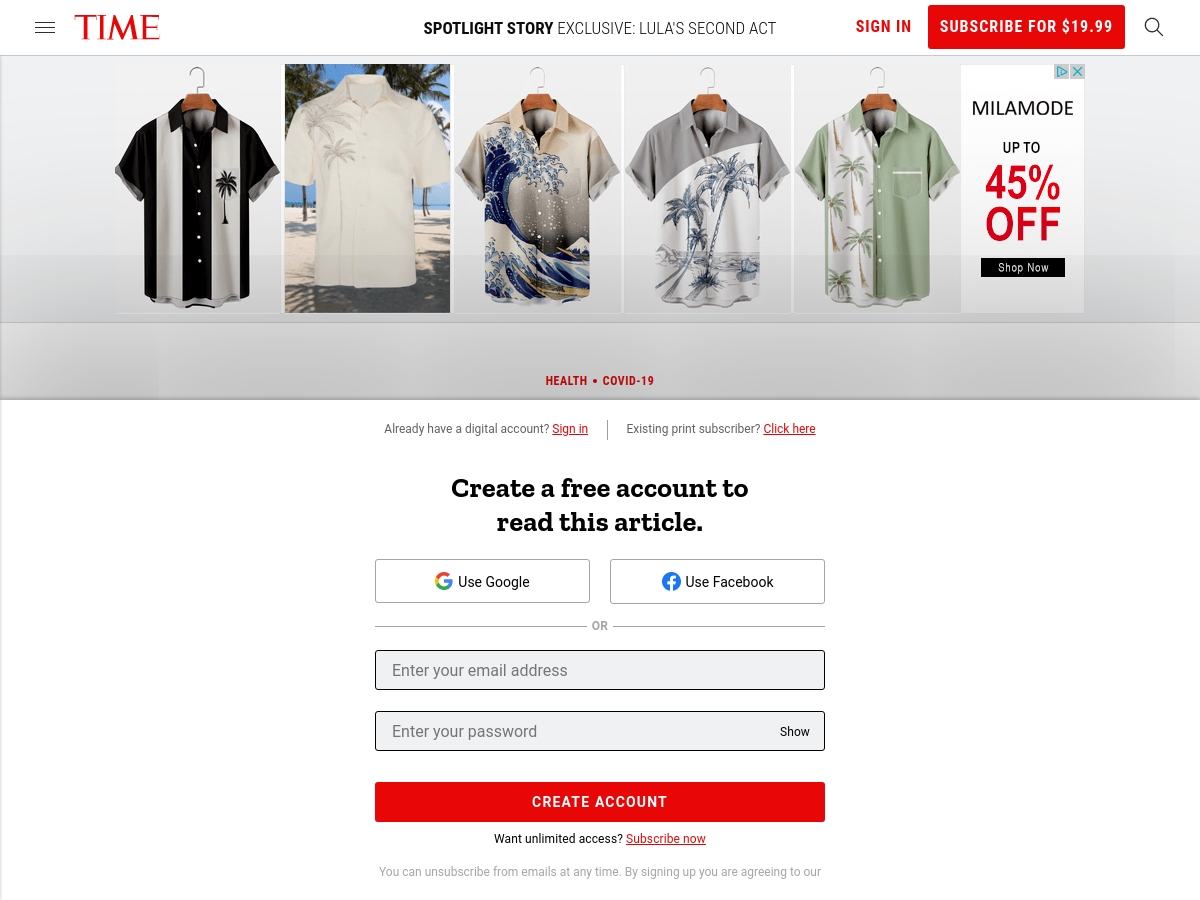 TIME
SPOTLIGHT STORY EXCLUSIVE: LULA'S SECOND ACT
SIGN IN
SUBSCRIBE FOR $19.99
MILAMODE
UP TO
45%
OFF
Shop Now
HEALTH • COVID-19
Already have a digital account? Sign in
Existing print subscriber? Click here
Create a free account to
read this article.
Use Google
Use Facebook
OR
Enter your email address
Enter your password
Show
CREATE ACCOUNT
Want unlimited access? Subscribe now
You can unsubscribe from emails at any time. By signing up you are agreeing to our